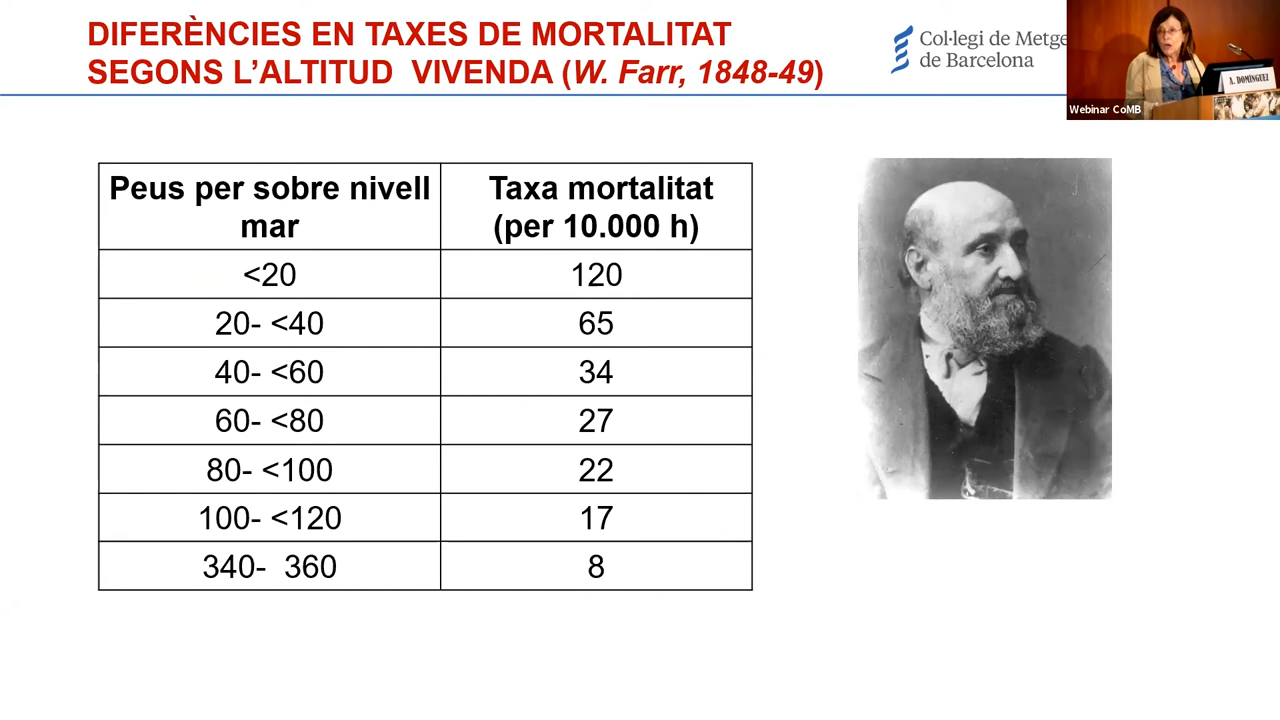 DIFERÈNCIES EN TAXES DE MORTALITAT
SEGONS L’ALTITUD VIVENDA (W. Farr, 1848-49)
Col·legi de Metge
de Barcelona
A. DOMÍNGUEZ
Webinar CoMB
Peus per sobre nivell mar
Taxa mortalitat (per 10.000 h)
<20 120
20- <40 65
40- <60 34
60- <80 27
80- <100 22
100- <120 17
340- 360 8